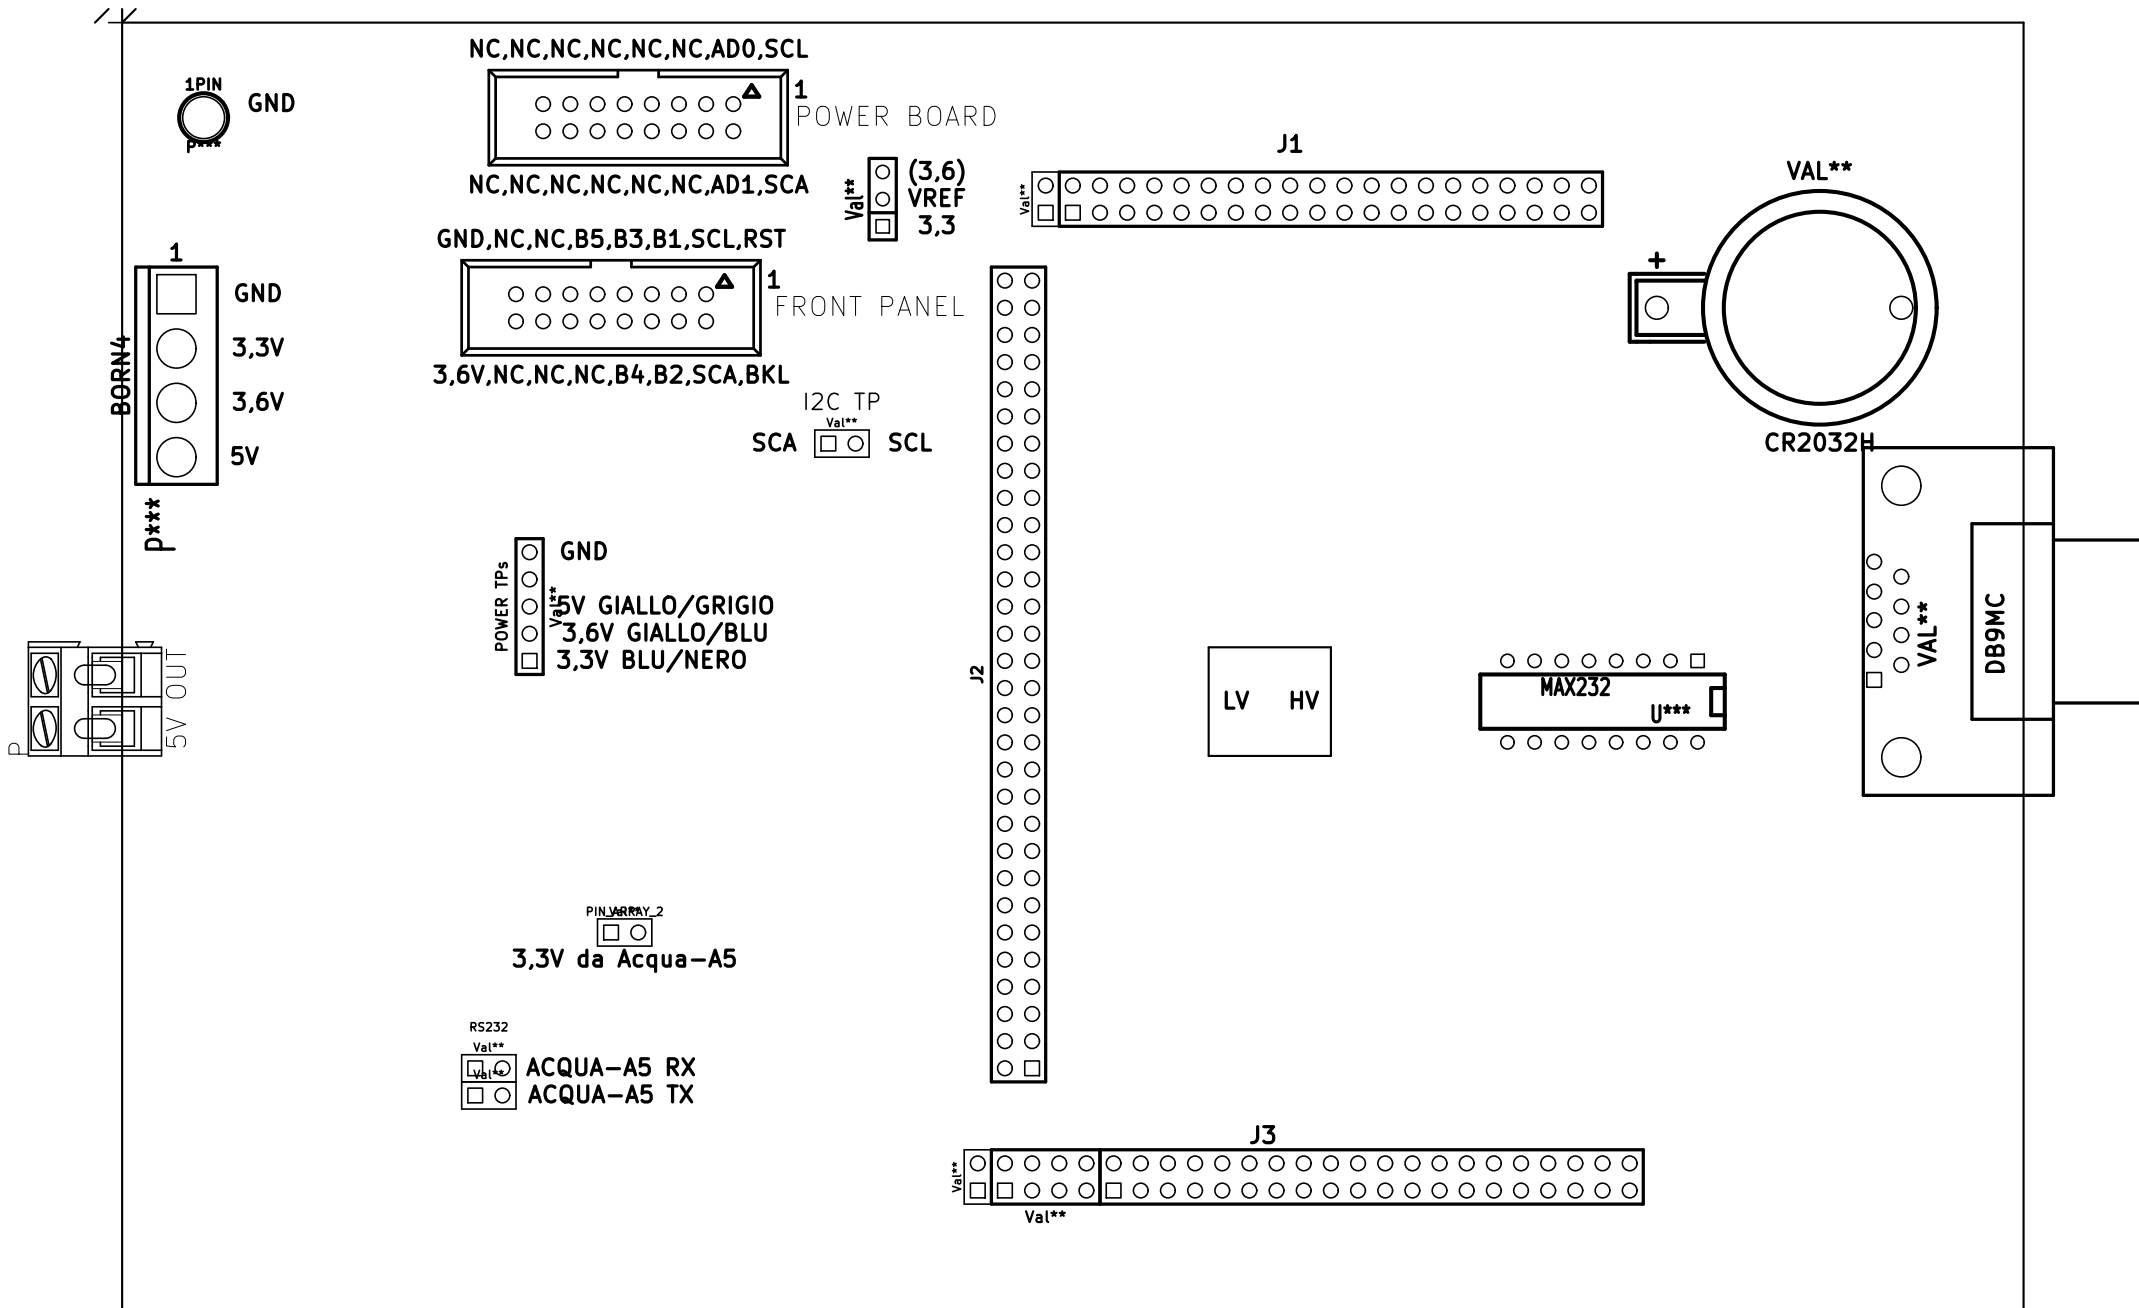 NC,NC,NC,NC,NC,NC,AD0,SCL
1PIN
GND
P***
1
POWER BOARD
NC,NC,NC,NC,NC,NC,AD1,SCA
Val**
(3,6)
VREF
3,3
J1
Val**
VAL**
+
CR2032H
GND,NC,NC,B5,B3,B1,SCL,RST
1
FRONT PANEL
3,6V,NC,NC,NC,B4,B2,SCA,BKL
1
GND
3,3V
3,6V
5V
BORN4
P***
I2C TP
Val**
SCA
SCL
POWER TPs
Val**
GND
5V GIALLO/GRIGIO
3,6V GIALLO/BLU
3,3V BLU/NERO
5V OUT
P
J2
LV
HV
MAX232
U***
VAL**
DB9MC
PIN_ARRAY_2
Val**
3,3V da Acqua-A5
RS232
Val**
ACQUA-A5 RX
Val**
ACQUA-A5 TX
J3
Val**
Val**